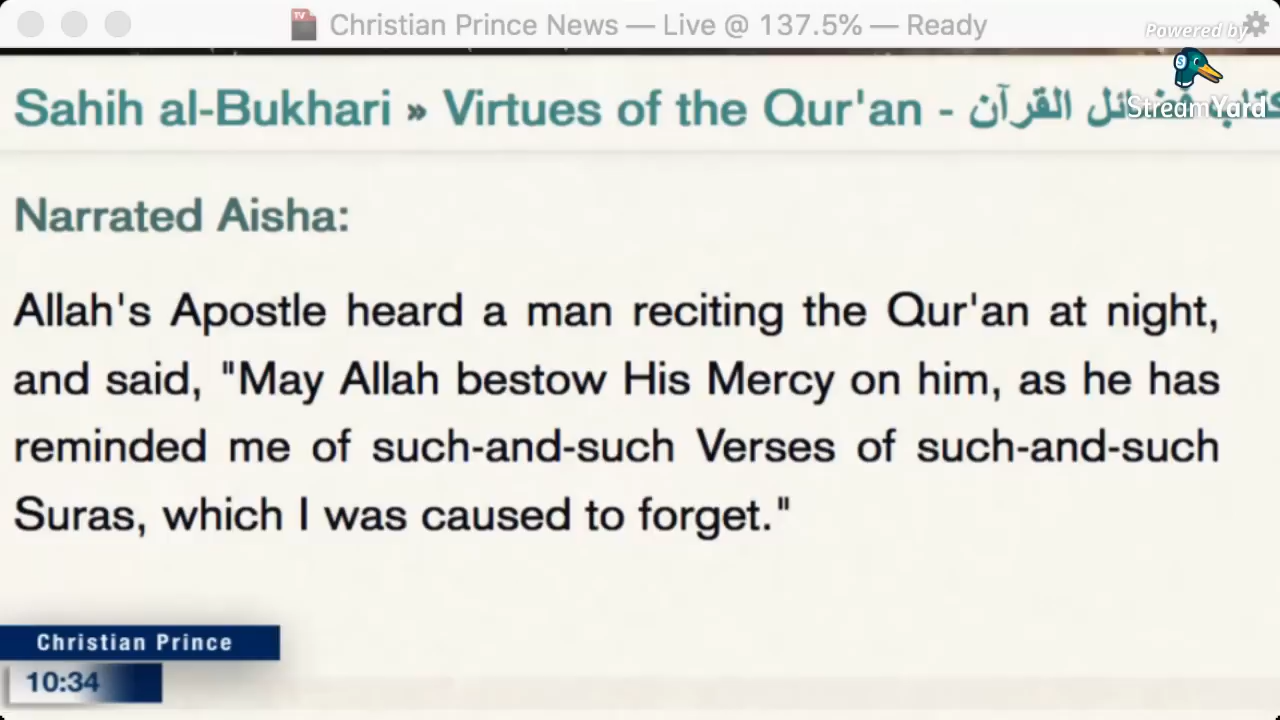 Christian Prince News — Live @ 137.5% — Ready
Powered by
StreamYard
Sahih al-Bukhari » Virtues of the Qur'an - كتاب فضائل القرآن
Narrated Aisha:
Allah's Apostle heard a man reciting the Qur'an at night,
and said, "May Allah bestow His Mercy on him, as he has
reminded me of such-and-such Verses of such-and-such
Suras, which I was caused to forget."
Christian Prince
10:34